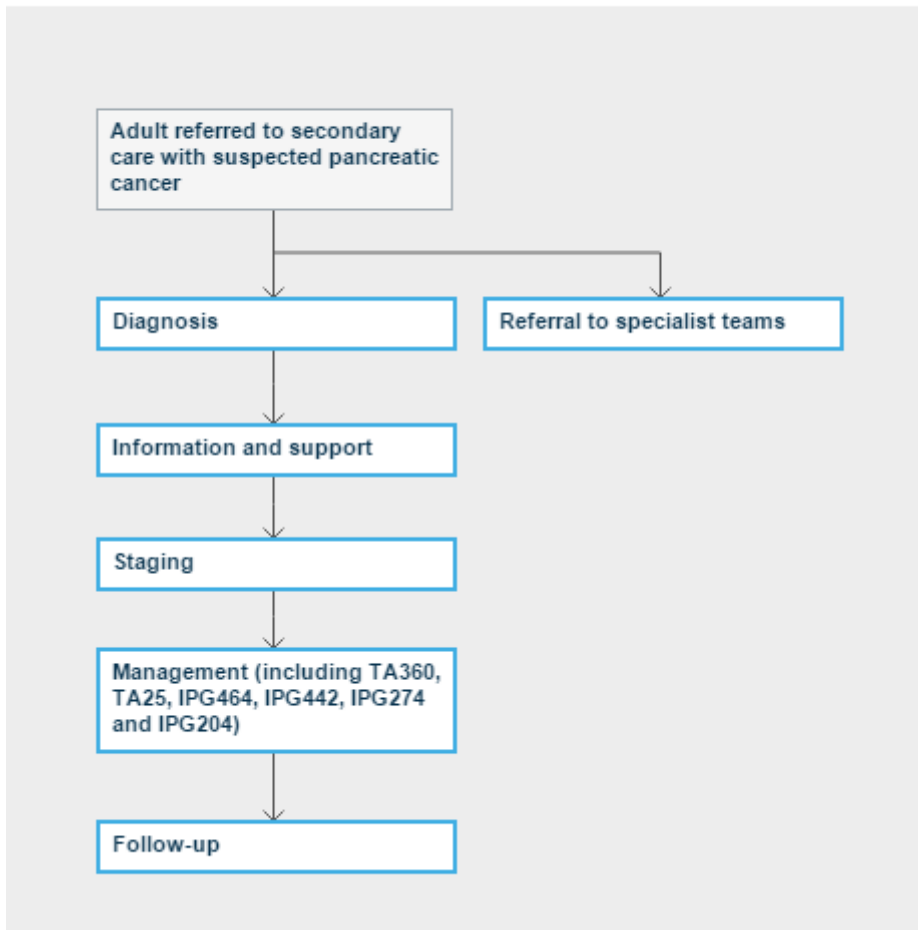 Adult referred to secondary
care with suspected pancreatic
cancer
Diagnosis
Referral to specialist teams
Information and support
Staging
Management (including TA360,
TA25, IPG464, IPG442, IPG274
and IPG204)
Follow-up